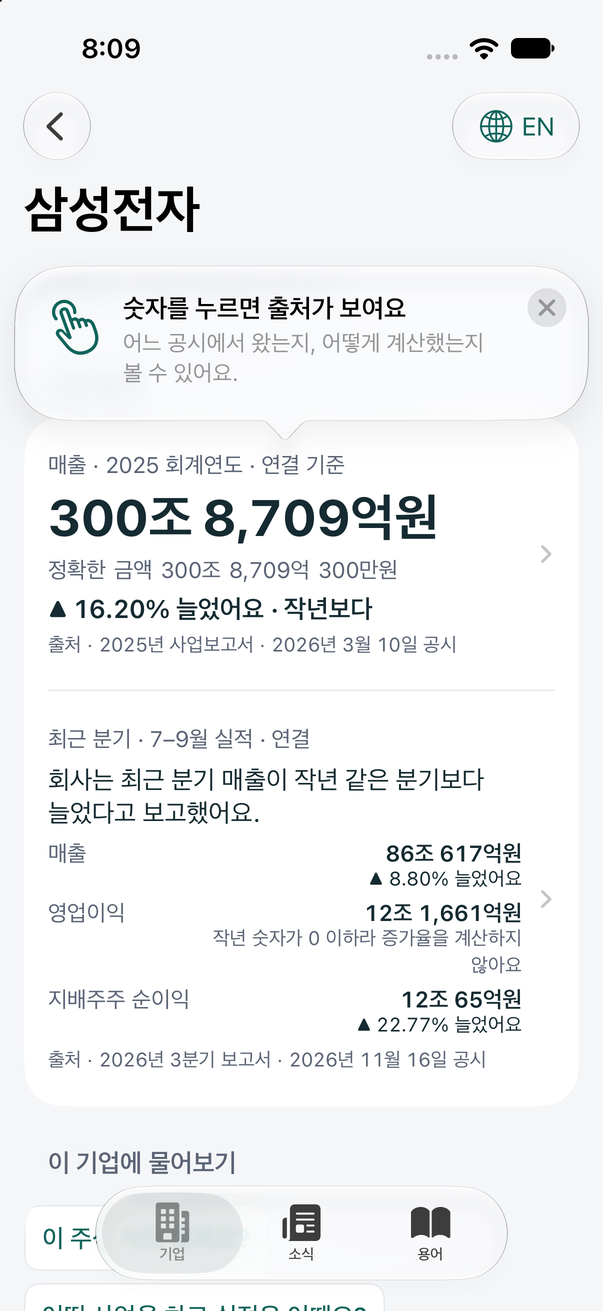 8:09
EN
삼성전자
숫자를 누르면 출처가 보여요
어느 공시에서 왔는지, 어떻게 계산했는지
볼 수 있어요.
매출 · 2025 회계연도 · 연결 기준
300조 8,709억원
정확한 금액 300조 8,709억 300만원
▲ 16.20% 늘었어요 · 작년보다
출처 · 2025년 사업보고서 · 2026년 3월 10일 공시
최근 분기 · 7–9월 실적 · 연결
회사는 최근 분기 매출이 작년 같은 분기보다
늘었다고 보고했어요.
매출 86조 617억원
▲ 8.80% 늘었어요
영업이익 12조 1,661억원
작년 숫자가 0 이하라 증가율을 계산하지
않아요
지배주주 순이익 12조 65억원
▲ 22.77% 늘었어요
출처 · 2026년 3분기 보고서 · 2026년 11월 16일 공시
이 기업에 물어보기
이
기업 소식 용어